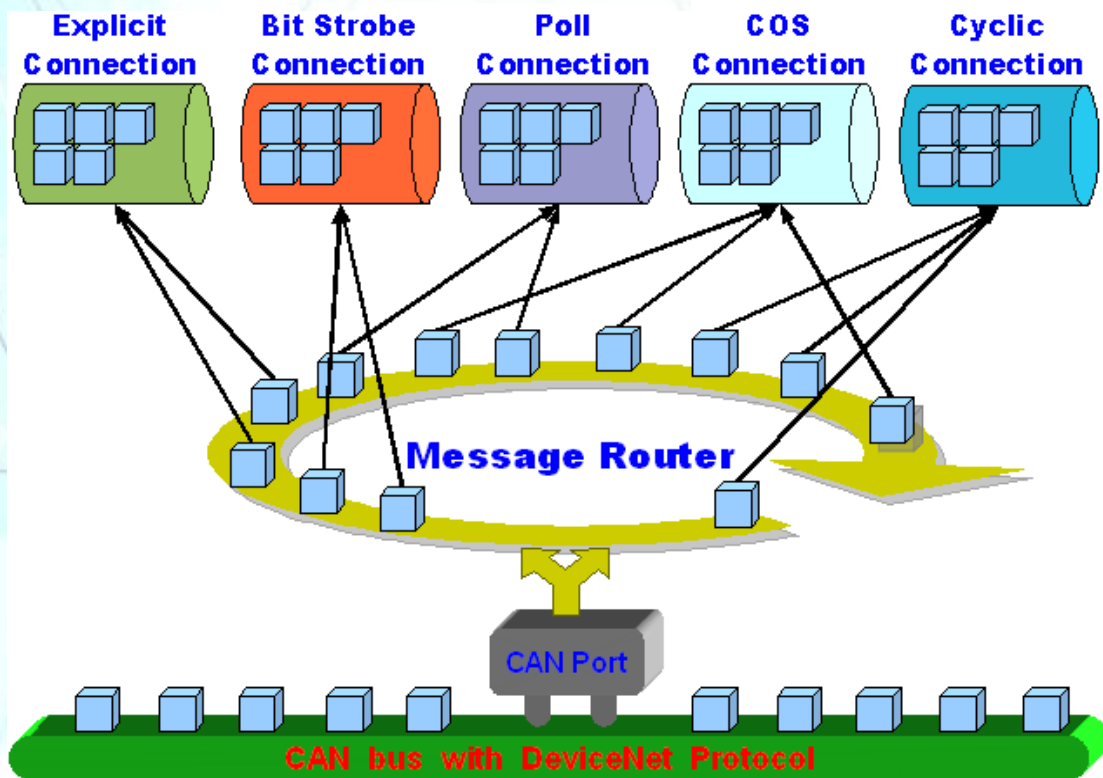 Explicit Connection
Bit Strobe Connection
Poll Connection
COS Connection
Cyclic Connection
Message Router
CAN Port
CAN bus with DeviceNet Protocol